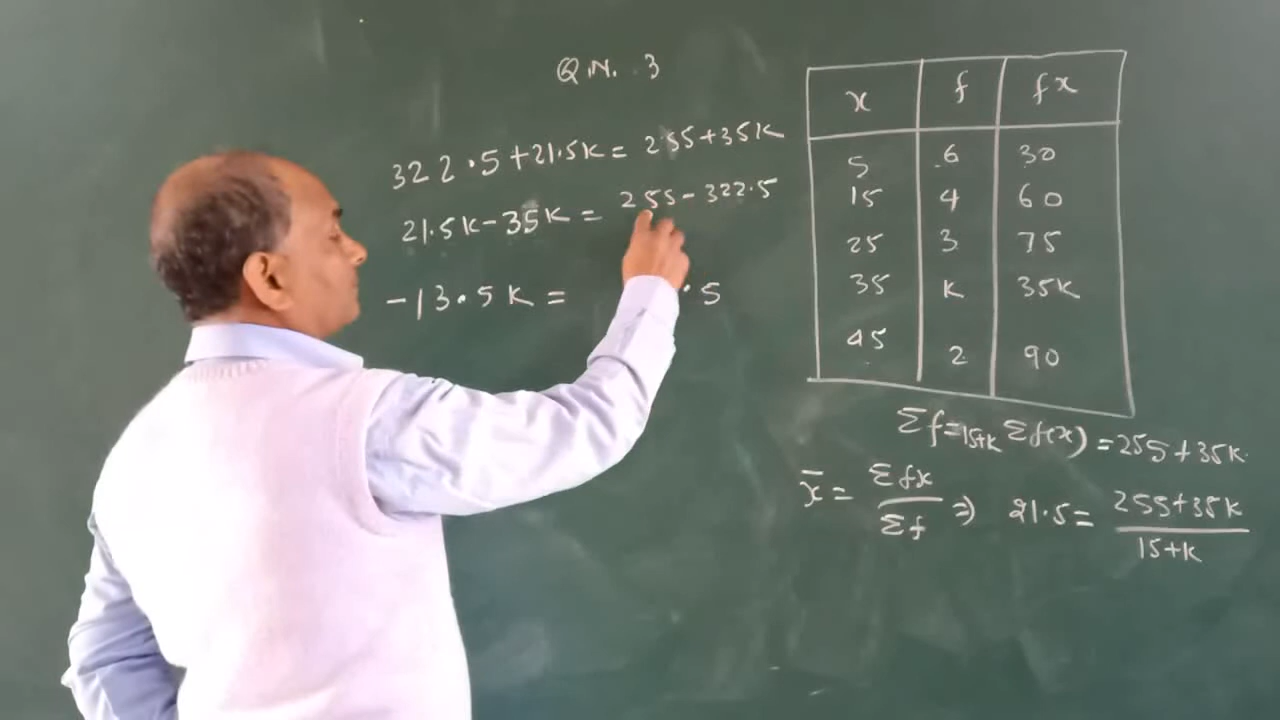 Q.N. 3
322.5+21.5K= 255+35K
21.5K-35K= 255-322.5
-13.5K= .5
x f fx
5 6 30
15 4 60
25 3 75
35 K 35K
45 2 90
Σf=15+K Σf(x)=255+35K.
x̄= Σfx/Σf ⇒ 21.5= 255+35K/15+K